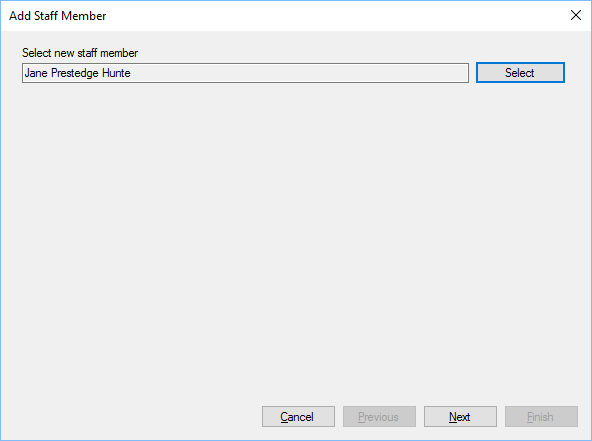 Add Staff Member
Select new staff member
Jane Prestedge Hunte
Select
Cancel
Previous
Next
Finish